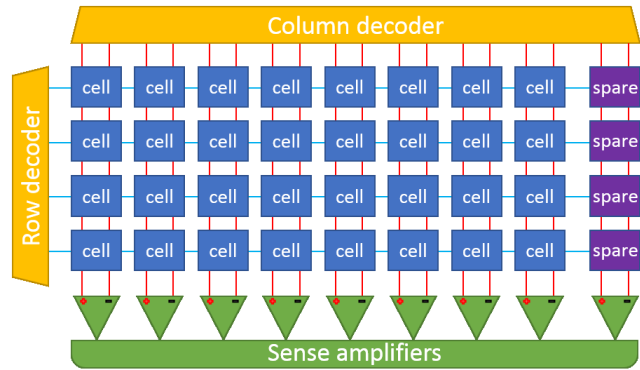 Column decoder
Row decoder
cell cell cell cell cell cell cell cell spare
cell cell cell cell cell cell cell cell spare
cell cell cell cell cell cell cell cell spare
cell cell cell cell cell cell cell cell spare
+ - + - + - + - + - + - + - + - + -
Sense amplifiers